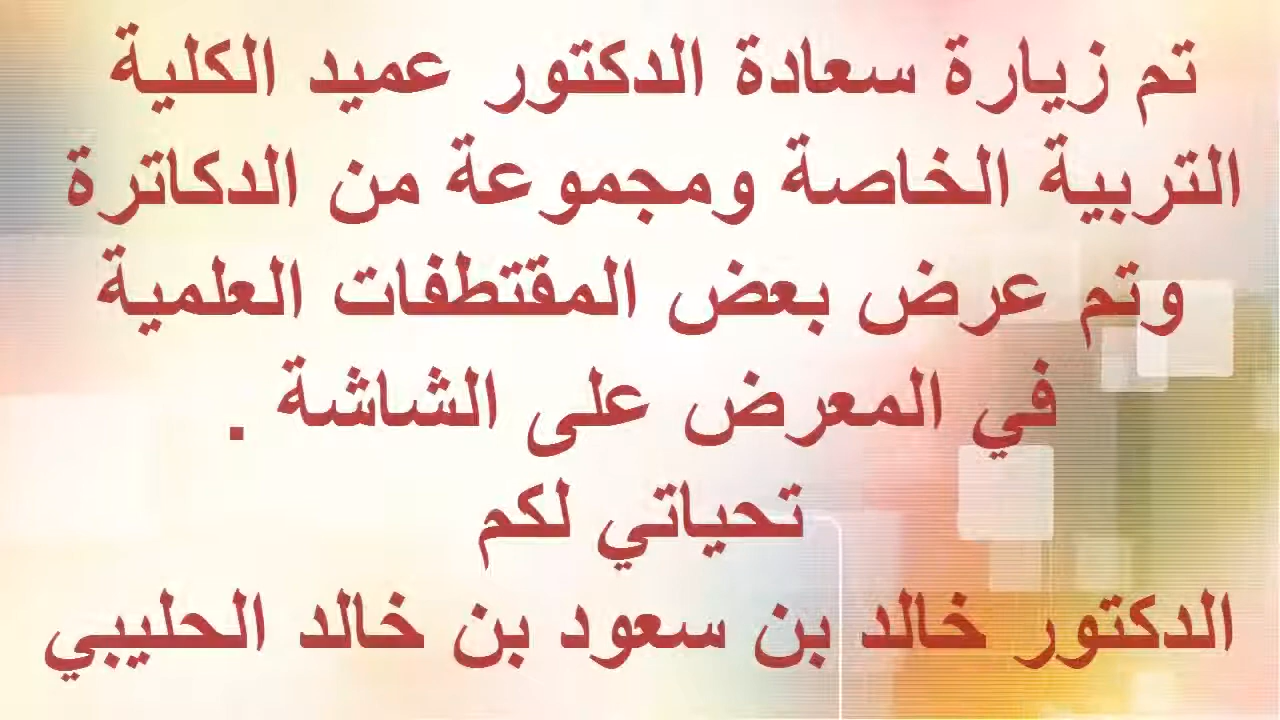 تم زيارة سعادة الدكتور عميد الكلية
التربية الخاصة ومجموعة من الدكاترة
وتم عرض بعض المقتطفات العلمية
في المعرض على الشاشة .
تحياتي لكم
الدكتور خالد بن سعود بن خالد الحليبي